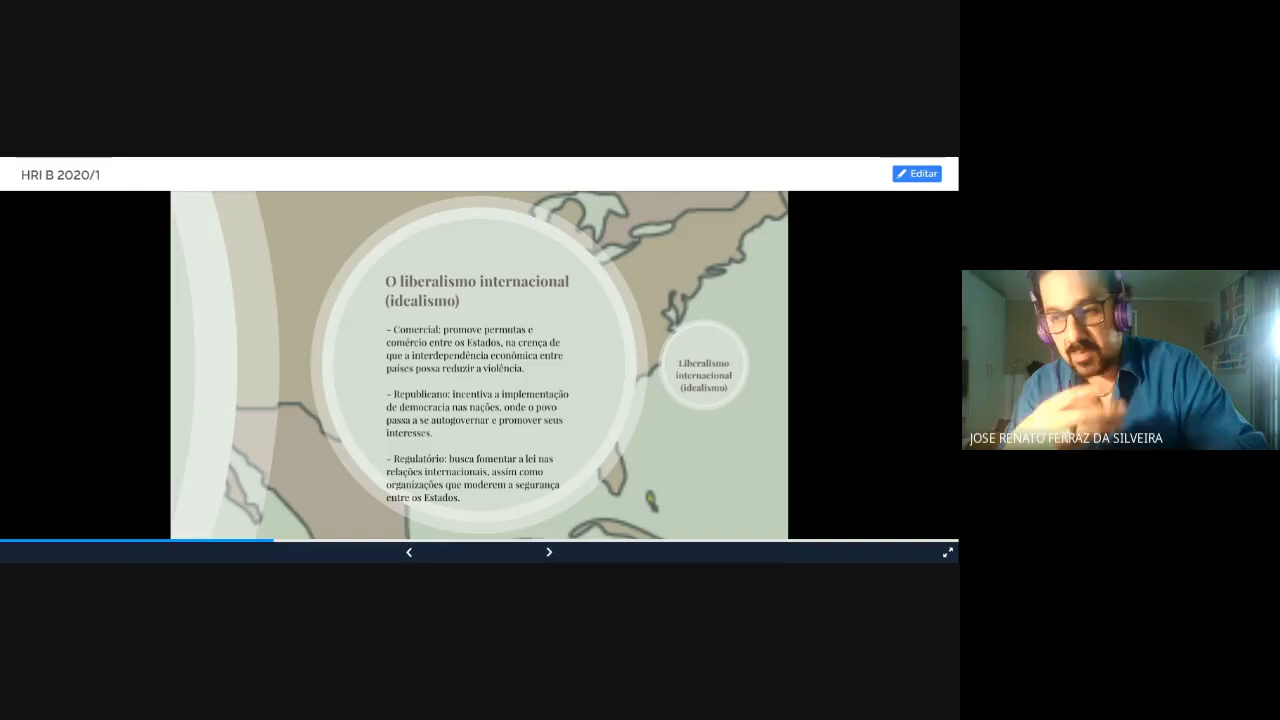 HRI B 2020/1
Editar
O liberalismo internacional
(idealismo)
- Comercial: promove permutas e
comércio entre os Estados, na crença de
que a interdependência econômica entre
países possa reduzir a violência.
- Republicano: incentiva a implementação
de democracia nas nações, onde o povo
passa a se autogovernar e promover seus
interesses.
- Regulatório: busca fomentar a lei nas
relações internacionais, assim como
organizações que moderem a segurança
entre os Estados.
Liberalismo
internacional
(idealismo)
JOSE RENATO FERRAZ DA SILVEIRA